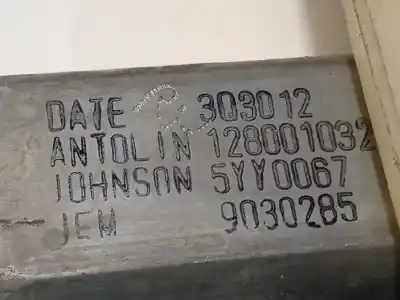 DATE 303012
ANTOLIN 128001032
JOHNSON 5YY0067
JEM 9030285